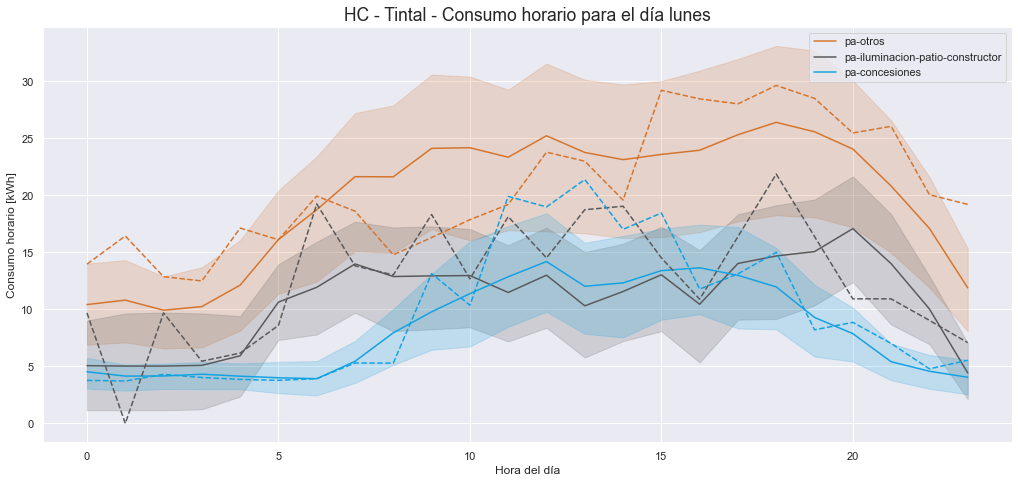 HC - Tintal - Consumo horario para el día lunes
pa-otros
pa-iluminacion-patio-constructor
pa-concesiones
Consumo horario [kWh]
30
25
20
15
10
5
0
0 5 10 15 20
Hora del día